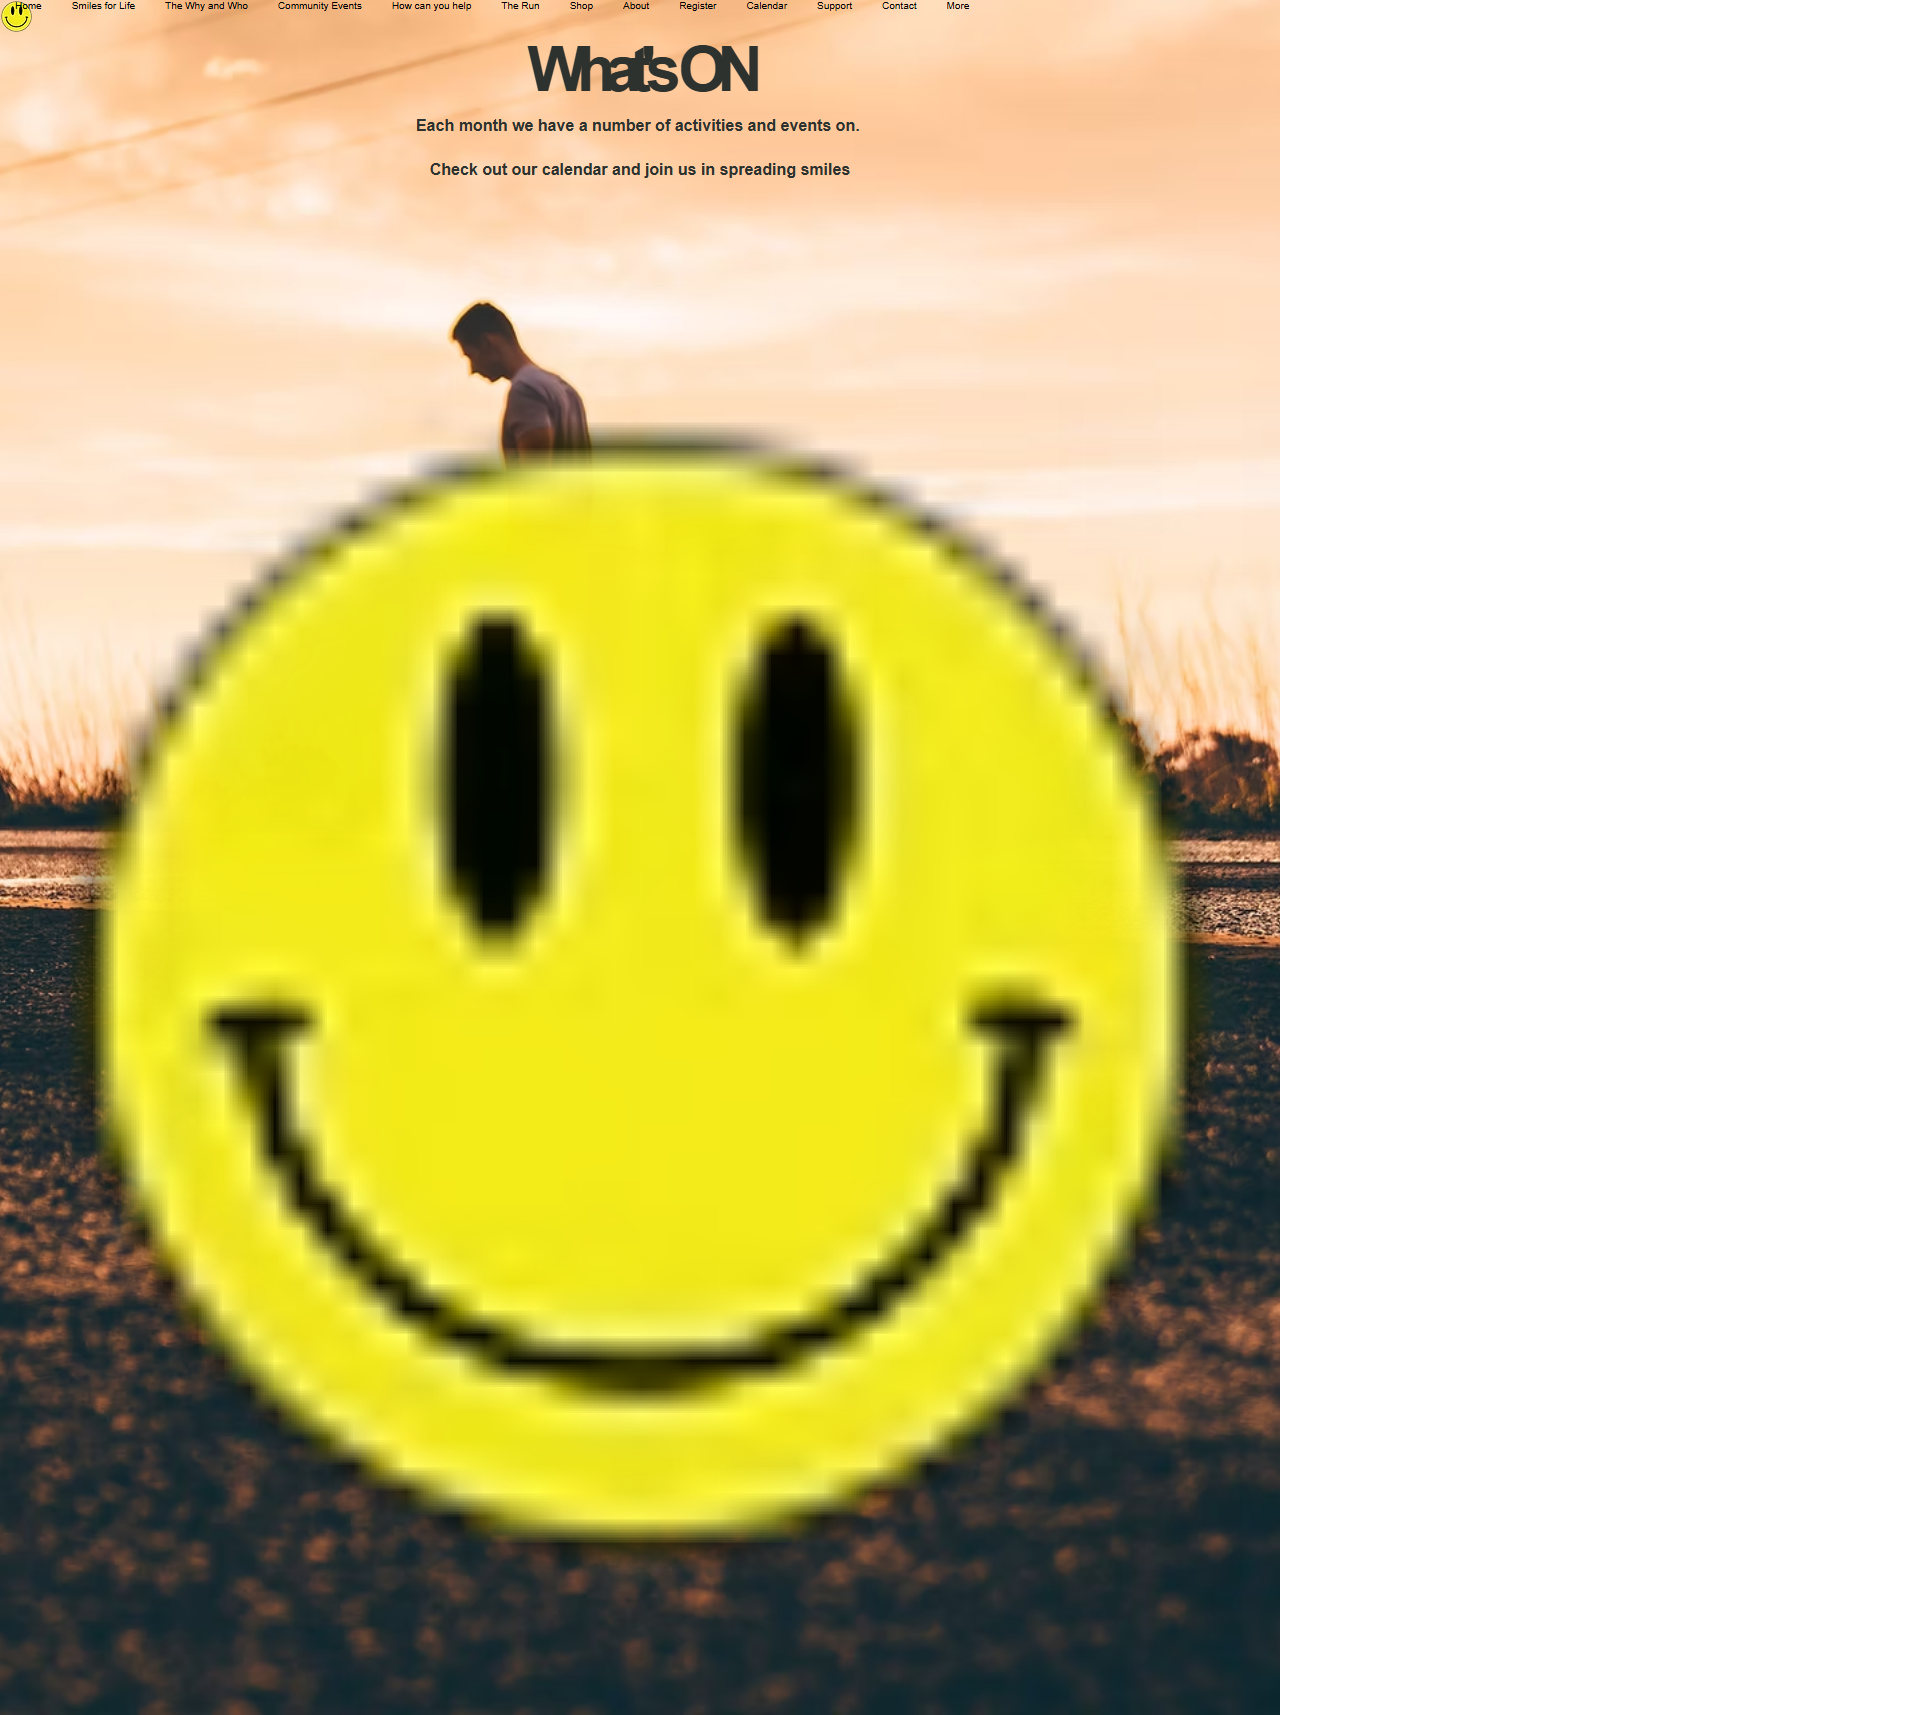 Home Smiles for Life The Why and Who Community Events How can you help The Run Shop About Register Calendar Support Contact More
What's ON
Each month we have a number of activities and events on.
Check out our calendar and join us in spreading smiles